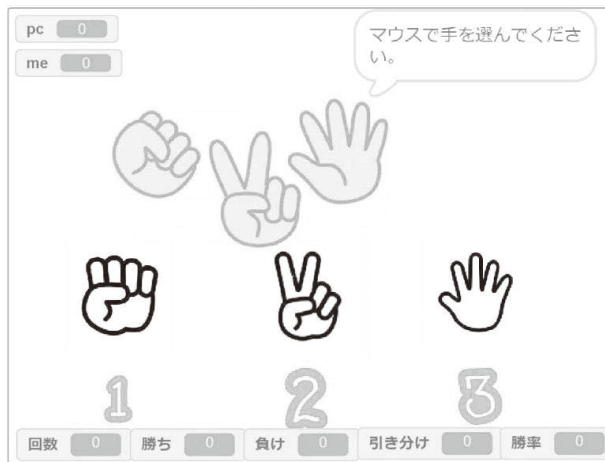 pc 0
me 0
マウスで手を選んでくださ
い。
1 2 3
回数 0 勝ち 0 負け 0 引き分け 0 勝率 0